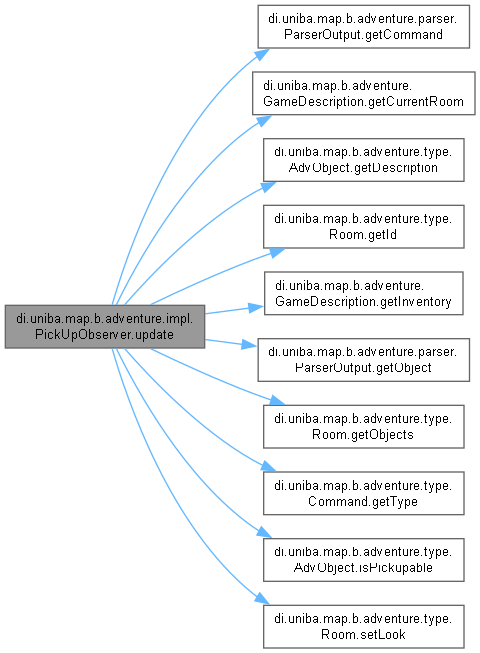 di.uniba.map.b.adventure.parser.
ParserOutput.getCommand
di.uniba.map.b.adventure.
GameDescription.getCurrentRoom
di.uniba.map.b.adventure.type.
AdvObject.getDescription
di.uniba.map.b.adventure.type.
Room.getId
di.uniba.map.b.adventure.impl.
PickUpObserver.update
di.uniba.map.b.adventure.
GameDescription.getInventory
di.uniba.map.b.adventure.parser.
ParserOutput.getObject
di.uniba.map.b.adventure.type.
Room.getObjects
di.uniba.map.b.adventure.type.
Command.getType
di.uniba.map.b.adventure.type.
AdvObject.isPickupable
di.uniba.map.b.adventure.type.
Room.setLook